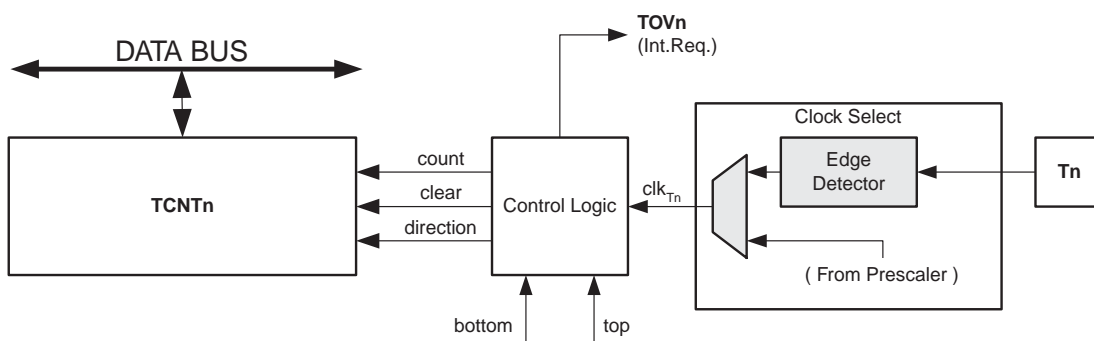 TOVn
(Int.Req.)
DATA BUS
Clock Select
count
Edge
Detector
Tn
TCNTn
clear
Control Logic
clkTn
direction
( From Prescaler )
bottom
top